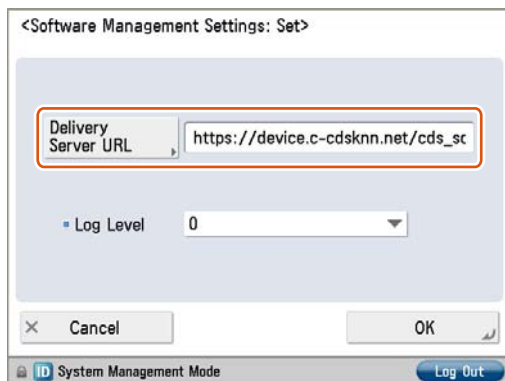 <Software Management Settings: Set>
Delivery
Server URL
https://device.c-cdsknn.net/cds_sc
Log Level
0
Cancel
OK
ID System Management Mode
Log Out